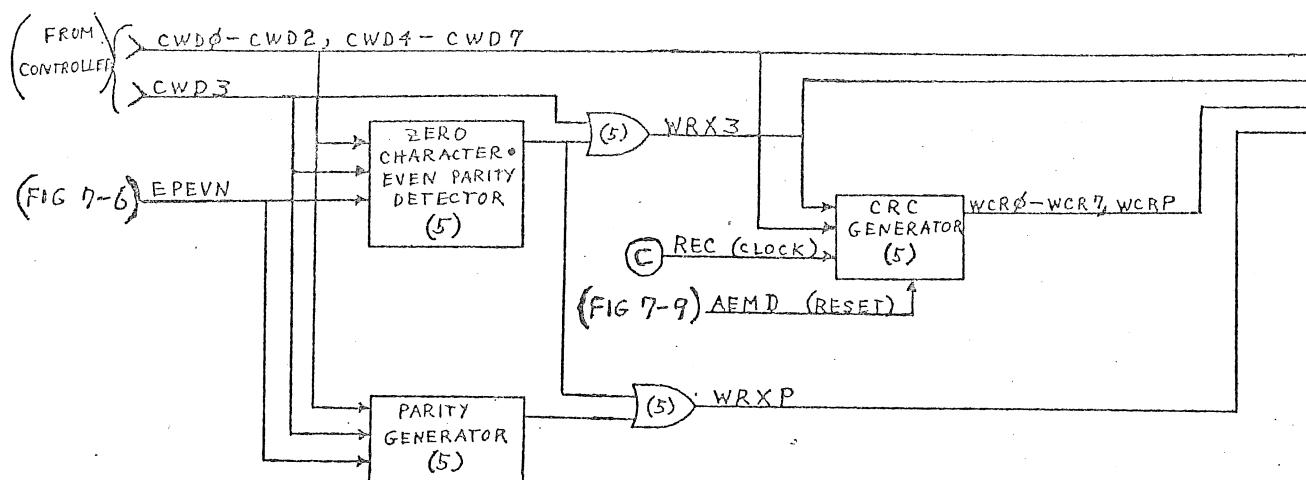 (FROM CONTROLLER)
CWDØ-CWD2, CWD4-CWD7
CWD3
(FIG 7-6) EPEVN
ZERO
CHARACTER •
EVEN PARITY
DETECTOR
(5)
(5)
WRX3
CRC
GENERATOR
(5)
WCRØ-WCR7, WCRP
C REC (CLOCK)
(FIG 7-9) AEMD (RESET)
PARITY
GENERATOR
(5)
(5)
WRXP